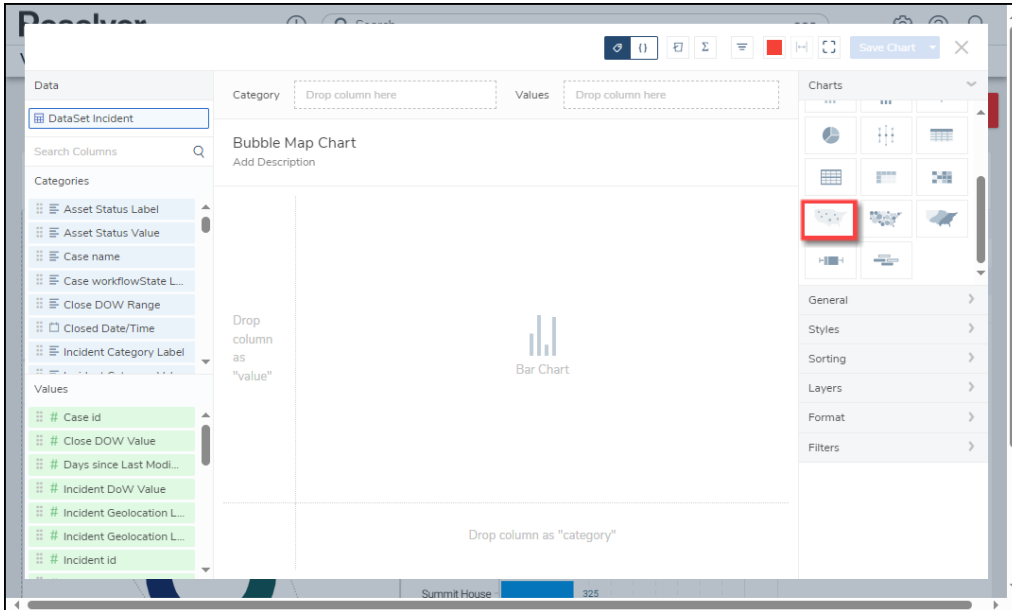 Resolver
Search
Save Chart
Data
Category
Drop column here
Values
Drop column here
Charts
DataSet Incident
Search Columns
Bubble Map Chart
Add Description
Categories
Asset Status Label
Asset Status Value
Case name
Case workflowState L...
Close DOW Range
Closed Date/Time
Incident Category Label
Values
# Case id
# Close DOW Value
# Days since Last Modi...
# Incident DoW Value
# Incident Geolocation L...
# Incident Geolocation L...
# Incident id
Drop
column
as
"value"
Bar Chart
Drop column as "category"
General
Styles
Sorting
Layers
Format
Filters
Summit House
325